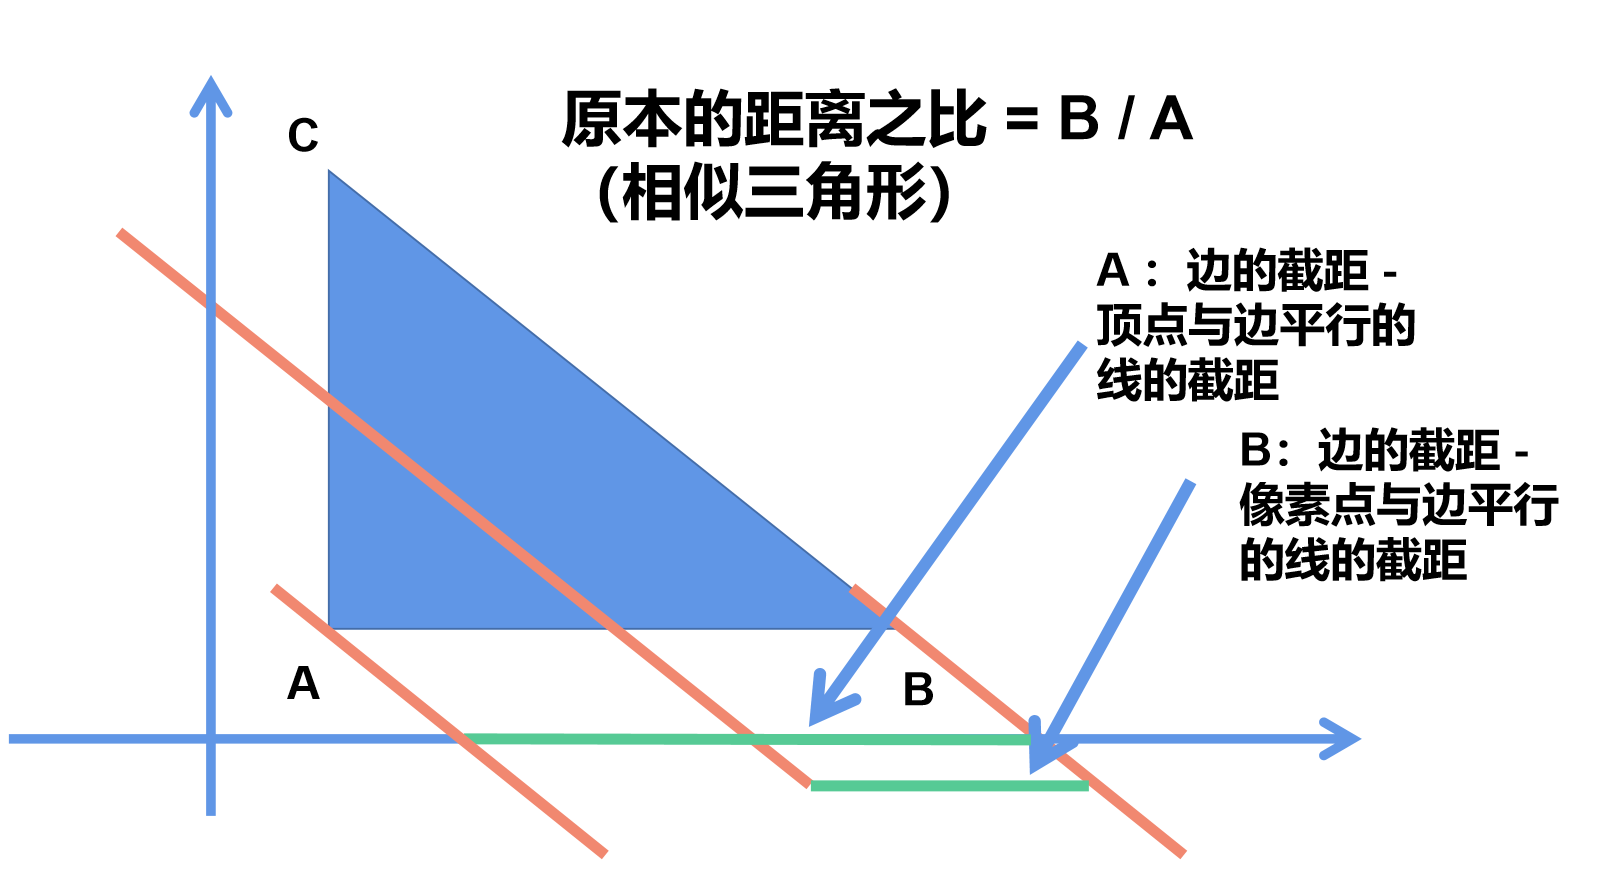 C
原本的距离之比 = B / A
（相似三角形）
A ：边的截距 -
顶点与边平行的
线的截距
B：边的截距 -
像素点与边平行
的线的截距
A
B